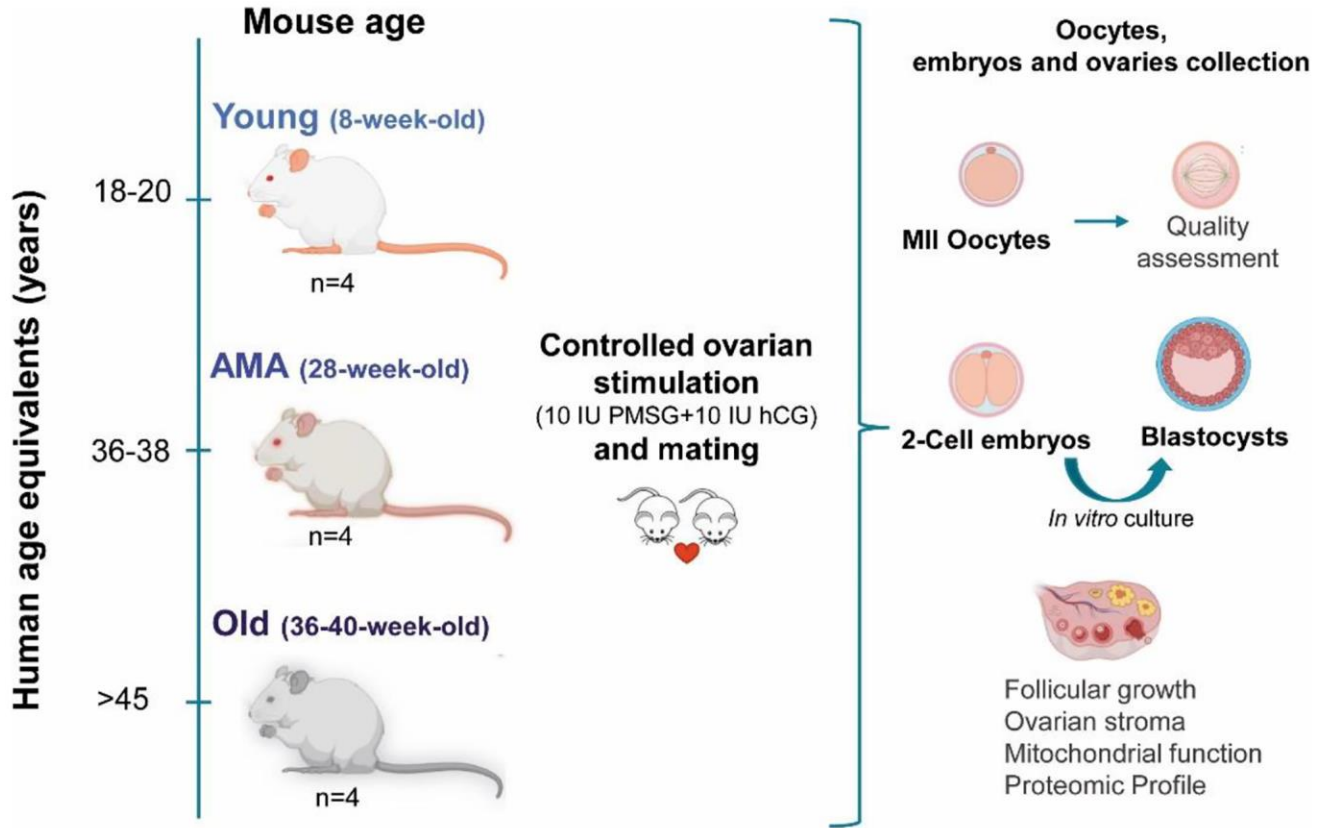 Mouse age
Human age equivalents (years)
Young (8-week-old)
18-20
n=4
AMA (28-week-old)
36-38
n=4
Old (36-40-week-old)
>45
n=4
Controlled ovarian
stimulation
(10 IU PMSG+10 IU hCG)
and mating
Oocytes,
embryos and ovaries collection
MII Oocytes
Quality
assessment
2-Cell embryos
Blastocysts
In vitro culture
Follicular growth
Ovarian stroma
Mitochondrial function
Proteomic Profile